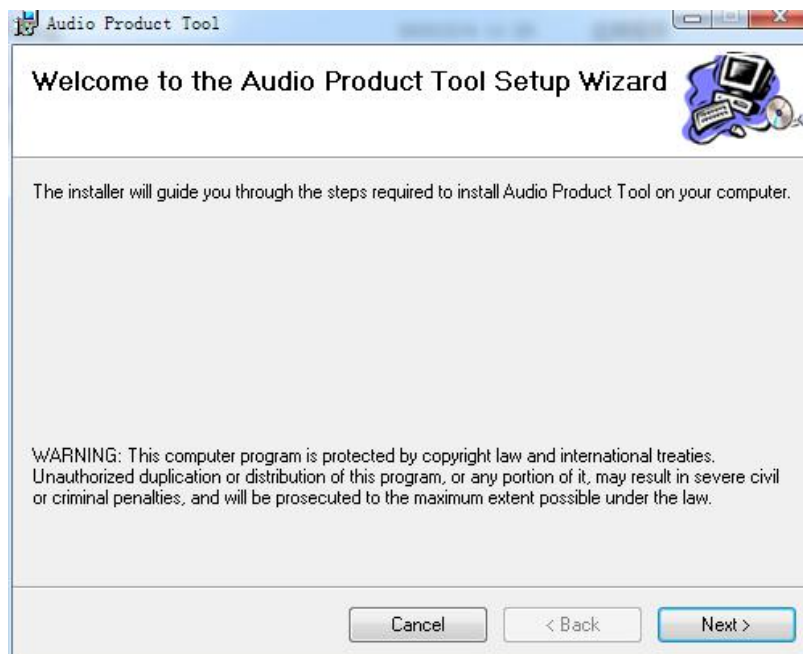 Audio Product Tool
Welcome to the Audio Product Tool Setup Wizard
The installer will guide you through the steps required to install Audio Product Tool on your computer.
WARNING: This computer program is protected by copyright law and international treaties.
Unauthorized duplication or distribution of this program, or any portion of it, may result in severe civil
or criminal penalties, and will be prosecuted to the maximum extent possible under the law.
Cancel
< Back
Next >